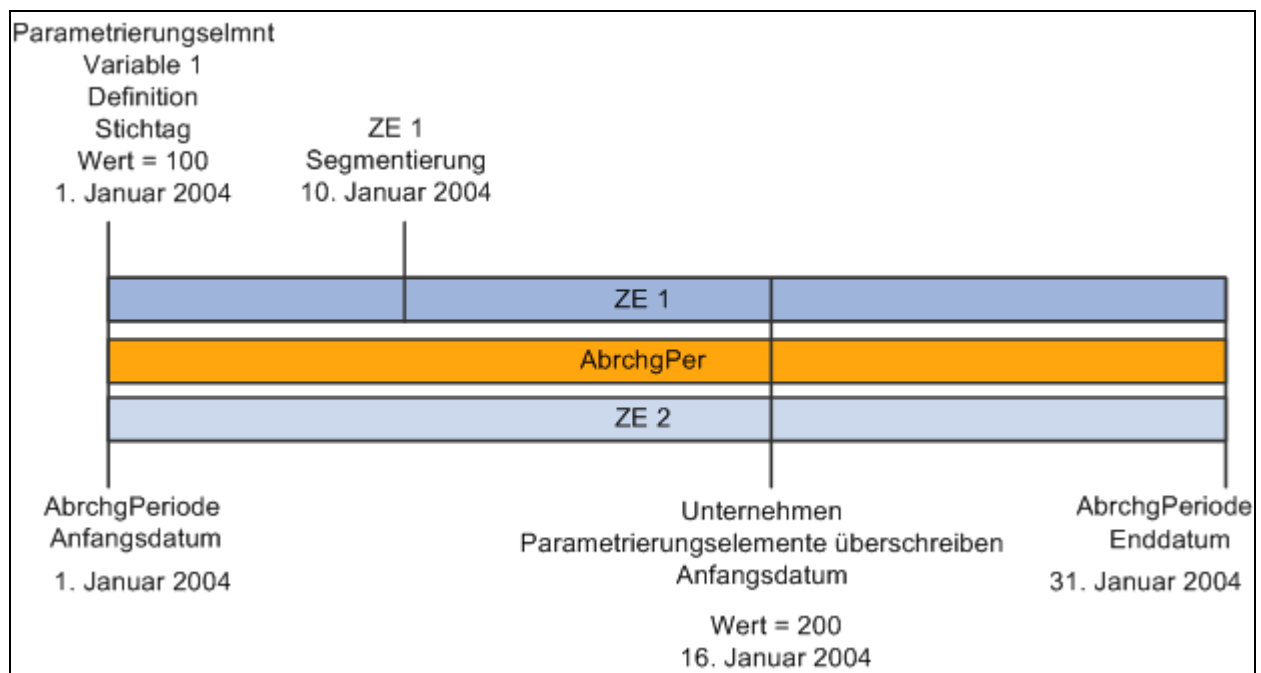 Parametrierungselmnt
Variable 1
Definition
Stichtag
Wert = 100
1. Januar 2004
ZE 1
Segmentierung
10. Januar 2004
ZE 1
AbrchgPer
ZE 2
AbrchgPeriode
Anfangsdatum
1. Januar 2004
Unternehmen
Parametrierungselemente überschreiben
Anfangsdatum
Wert = 200
16. Januar 2004
AbrchgPeriode
Enddatum
31. Januar 2004